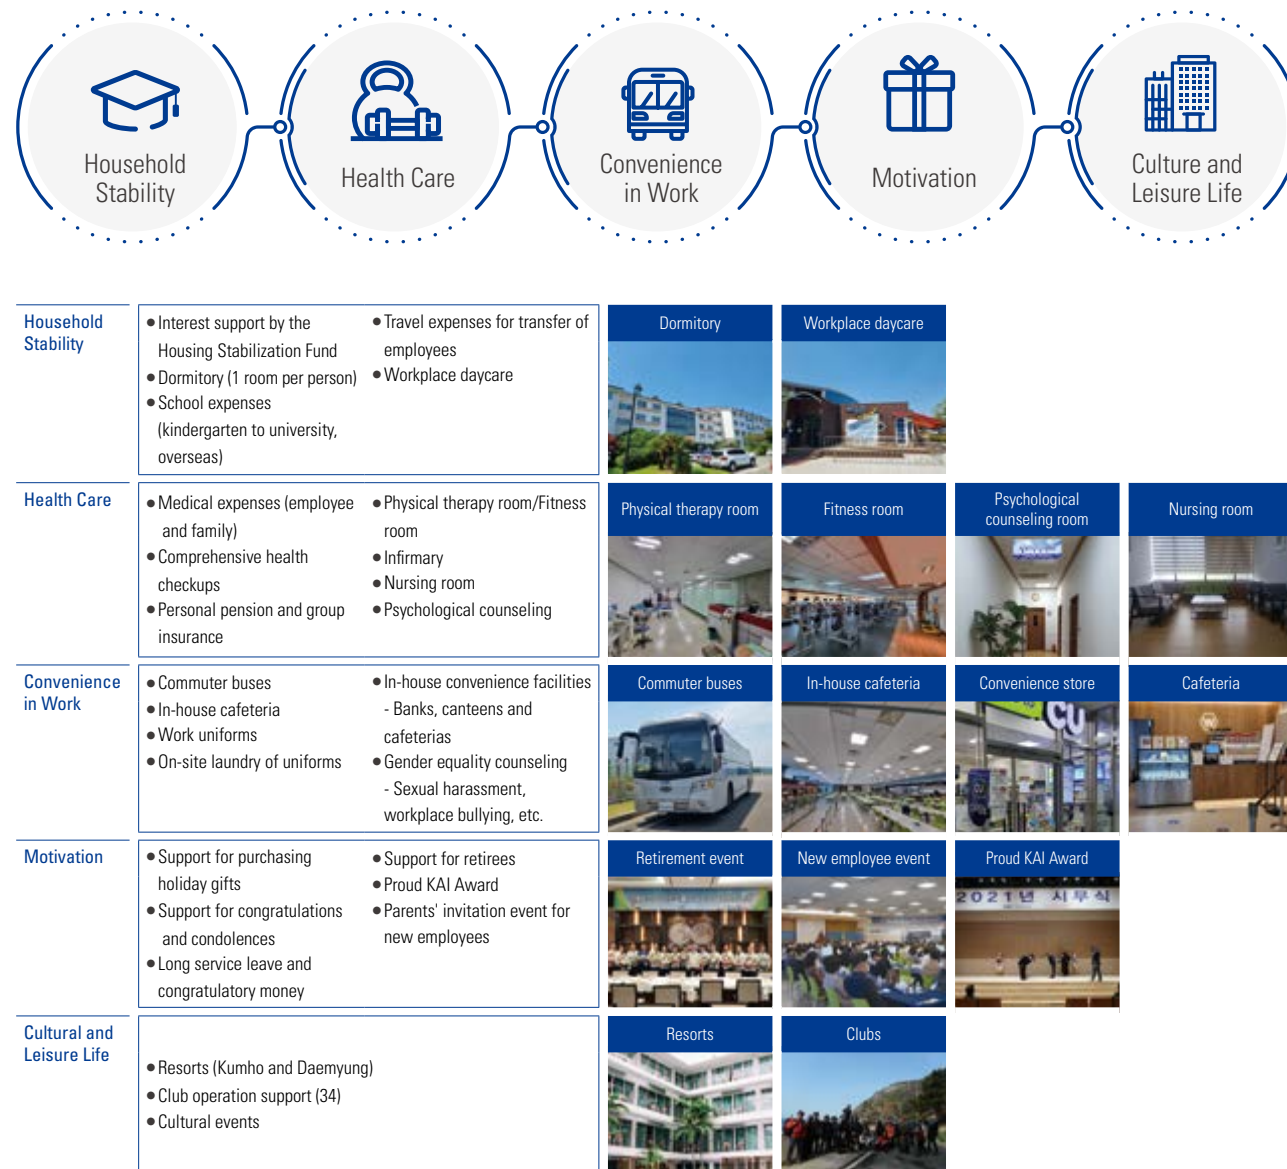 Household
Stability
Health Care
Convenience
in Work
Motivation
Culture and
Leisure Life
Household
Stability
● Interest support by the
Housing Stabilization Fund
● Dormitory (1 room per person)
● School expenses
(kindergarten to university,
overseas)
● Travel expenses for transfer of
employees
● Workplace daycare
Dormitory
Workplace daycare
Health Care
● Medical expenses (employee
and family)
● Comprehensive health
checkups
● Personal pension and group
insurance
● Physical therapy room/Fitness
room
● Infirmary
● Nursing room
● Psychological counseling
Physical therapy room
Fitness room
Psychological
counseling room
Nursing room
Convenience
in Work
● Commuter buses
● In-house cafeteria
● Work uniforms
● On-site laundry of uniforms
● In-house convenience facilities
- Banks, canteens and
cafeterias
● Gender equality counseling
- Sexual harassment,
workplace bullying, etc.
Commuter buses
In-house cafeteria
Convenience store
CU
Cafeteria
Motivation
● Support for purchasing
holiday gifts
● Support for congratulations
and condolences
● Long service leave and
congratulatory money
● Support for retirees
● Proud KAI Award
● Parents' invitation event for
new employees
Retirement event
New employee event
Proud KAI Award
2021년 시무식
Cultural and
Leisure Life
● Resorts (Kumho and Daemyung)
● Club operation support (34)
● Cultural events
Resorts
Clubs